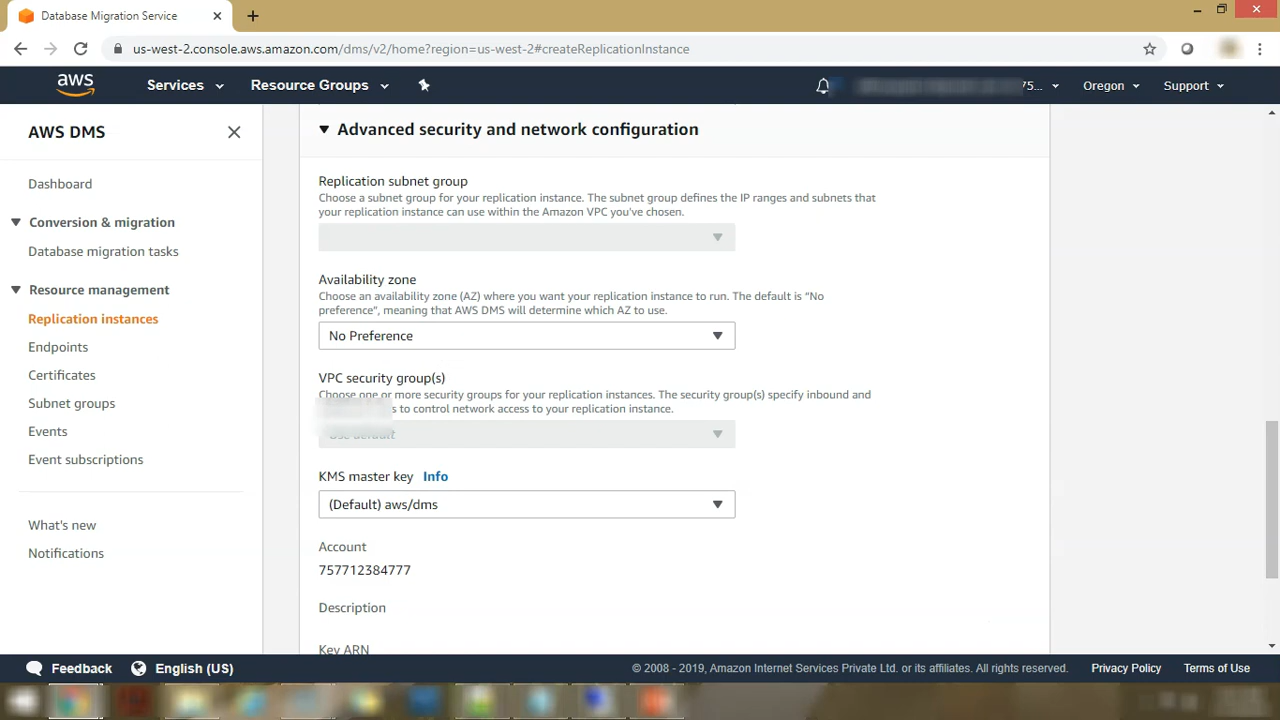 Database Migration Service
us-west-2.console.aws.amazon.com/dms/v2/home?region=us-west-2#createReplicationInstance
aws
Services
Resource Groups
75...
Oregon
Support
AWS DMS
Dashboard
Conversion & migration
Database migration tasks
Resource management
Replication instances
Endpoints
Certificates
Subnet groups
Events
Event subscriptions
What's new
Notifications
Advanced security and network configuration
Replication subnet group
Choose a subnet group for your replication instance. The subnet group defines the IP ranges and subnets that
your replication instance can use within the Amazon VPC you've chosen.
Availability zone
Choose an availability zone (AZ) where you want your replication instance to run. The default is “No
preference”, meaning that AWS DMS will determine which AZ to use.
No Preference
VPC security group(s)
Choose one or more security groups for your replication instances. The security group(s) specify inbound and
s to control network access to your replication instance.
Use default
KMS master key Info
(Default) aws/dms
Account
757712384777
Description
Key ARN
Feedback
English (US)
© 2008 - 2019, Amazon Internet Services Private Ltd. or its affiliates. All rights reserved.
Privacy Policy
Terms of Use